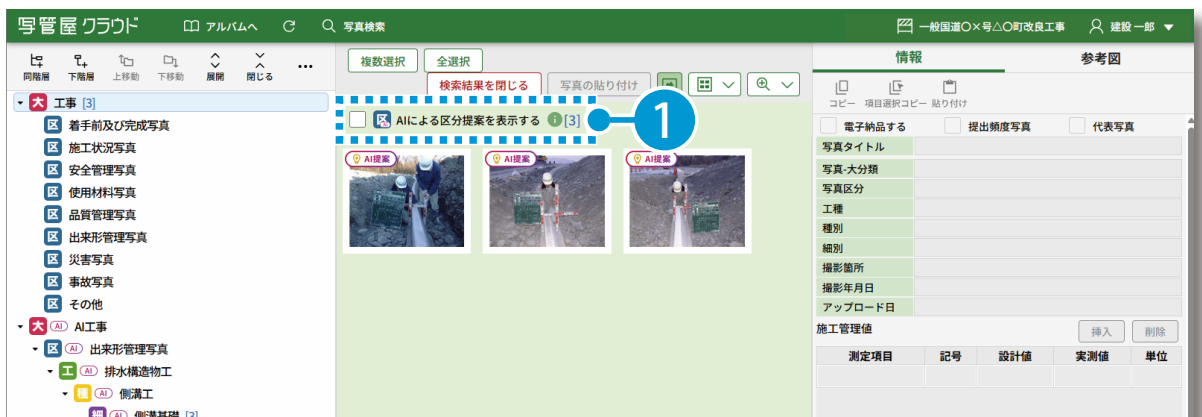 写管屋クラウド アルバムへ 写真検索 一般国道〇×号△〇町改良工事 建設 一郎
同階層 下階層 上移動 下移動 展開 閉じる
複数選択 全選択
検索結果を閉じる 写真の貼り付け
情報 参考図
コピー 項目選択コピー 貼り付け
大 工事 [3]
区 着手前及び完成写真
区 施工状況写真
区 安全管理写真
区 使用材料写真
区 品質管理写真
区 出来形管理写真
区 災害写真
区 事故写真
区 その他
大 AI AI工事
区 AI 出来形管理写真
工 AI 排水構造物工
種 AI 側溝工
細 AI 側溝基礎 [3]
区 AIによる区分提案を表示する [3]
1
AI提案
AI提案
AI提案
電子納品する 提出頻度写真 代表写真
写真タイトル
写真-大分類
写真区分
工種
種別
細別
撮影箇所
撮影年月日
アップロード日
施工管理値 挿入 削除
測定項目 記号 設計値 実測値 単位